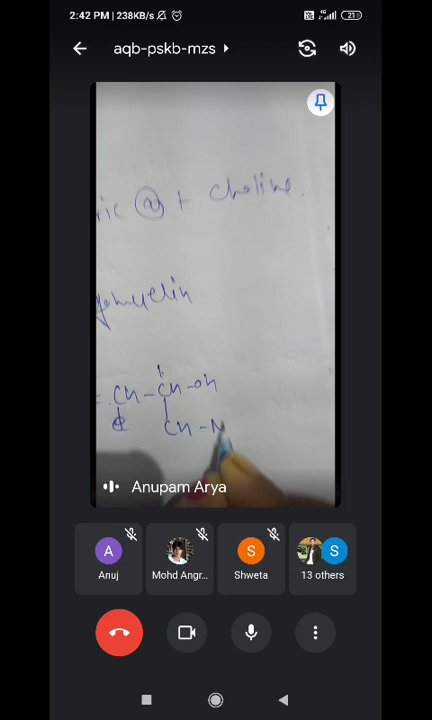 2:42 PM | 238KB/s
21
aqb-pskb-mzs
ric + Choline.
CH-CH-OH
CH-N
Anupam Arya
A
S
S
Anuj
Mohd Angr...
Shweta
13 others